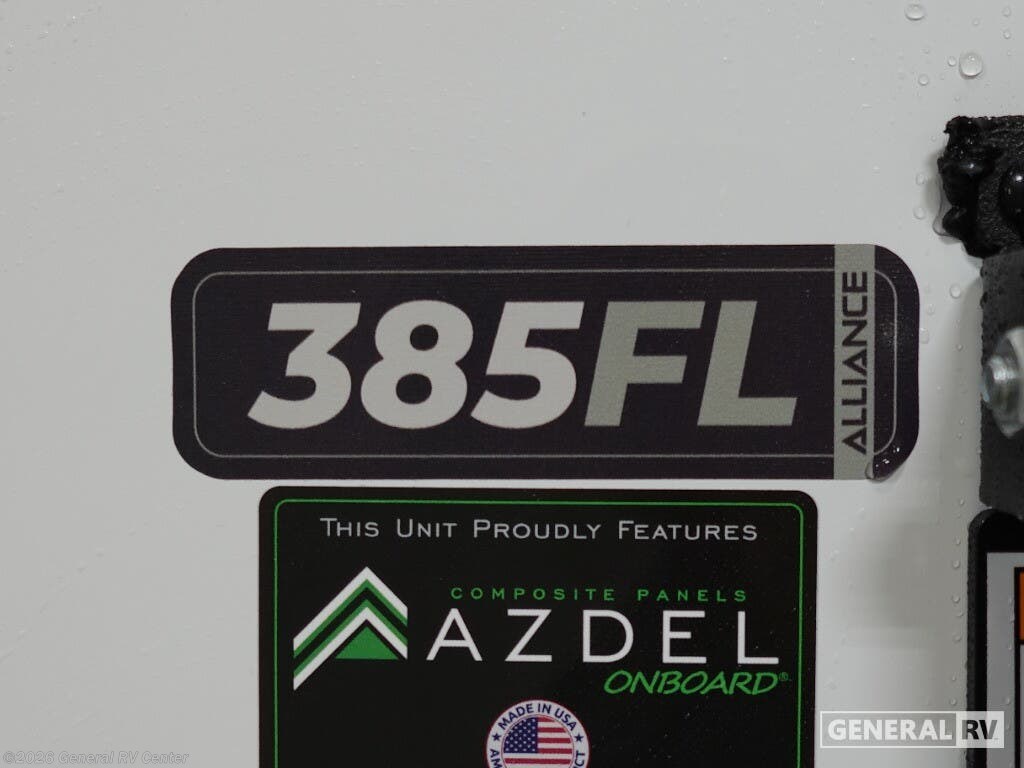 385FL
ALLIANCE
THIS UNIT PROUDLY FEATURES
COMPOSITE PANELS
AZDEL
ONBOARD®
MADE IN USA
©2026 General RV Center
GENERAL RV